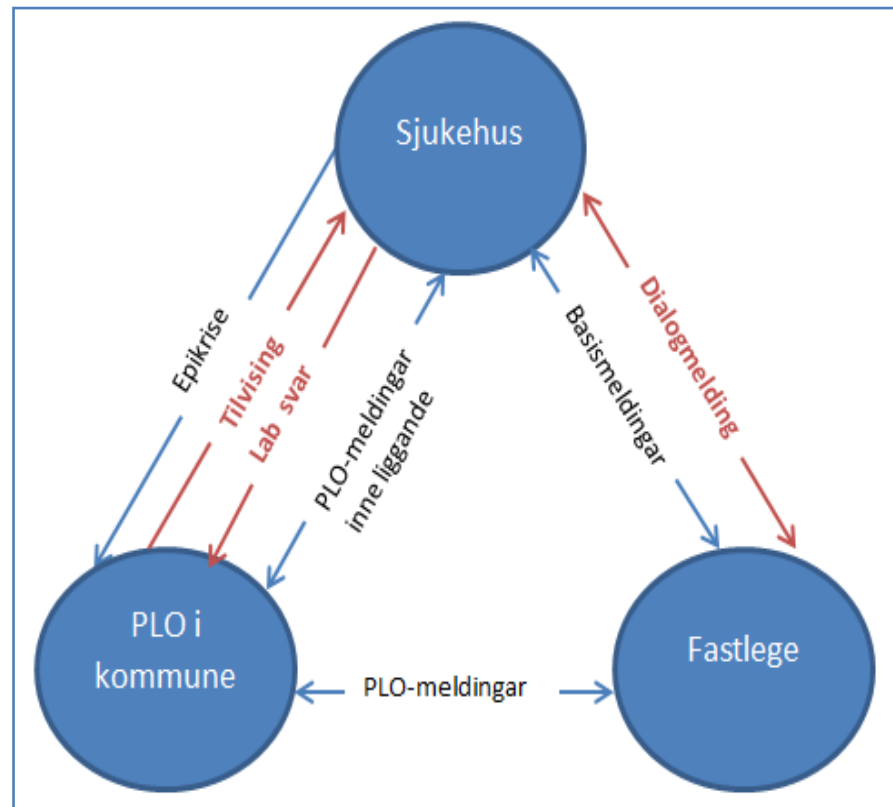 Sjukehus
Epikrise
Tilvising
Lab svar
PLO-meldingar
inne liggande
Basismeldingar
Dialogmelding
PLO i
kommune
PLO-meldingar
Fastlege